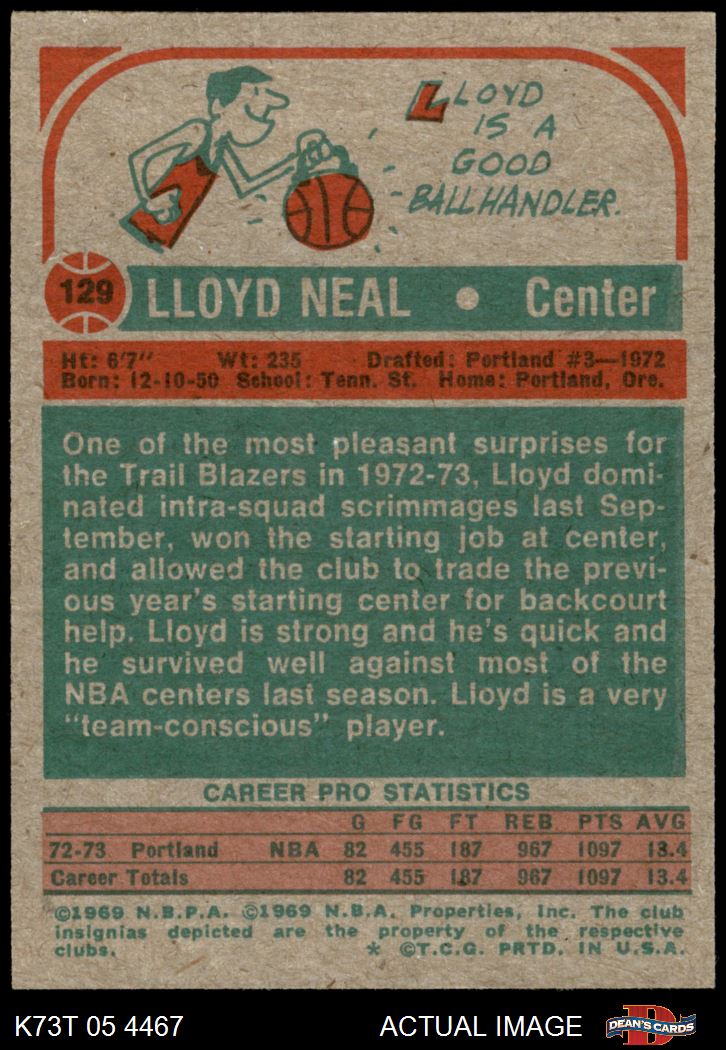 LLOYD
IS A
GOOD
BALL HANDLER.
129 LLOYD NEAL • Center
Ht: 6'7" Wt: 235 Drafted: Portland #3—1972
Born: 12-10-50 School: Tenn. St. Home: Portland, Ore.
One of the most pleasant surprises for
the Trail Blazers in 1972-73, Lloyd domi-
nated intra-squad scrimmages last Sep-
tember, won the starting job at center,
and allowed the club to trade the previ-
ous year's starting center for backcourt
help. Lloyd is strong and he's quick and
he survived well against most of the
NBA centers last season. Lloyd is a very
"team-conscious" player.
CAREER PRO STATISTICS
G FG FT REB PTS AVG
72-73 Portland NBA 82 455 187 967 1097 13.4
Career Totals 82 455 187 967 1097 13.4
©1969 N.B.P.A. ©1969 N.B.A. Properties, Inc. The club
insignias depicted are the property of the respective
clubs. * ©T.C.G. PRTD. IN U.S.A.
K73T 05 4467 ACTUAL IMAGE D DEAN'S CARDS